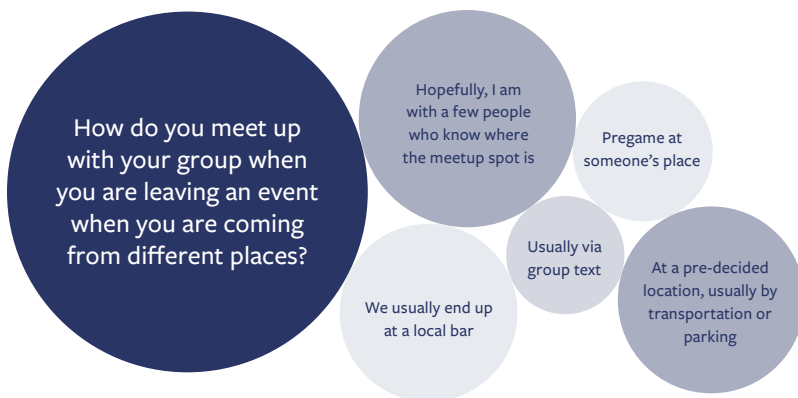 How do you meet up
with your group when
you are leaving an event
when you are coming
from different places?
Hopefully, I am
with a few people
who know where
the meetup spot is
Pregame at
someone’s place
Usually via
group text
We usually end up
at a local bar
At a pre-decided
location, usually by
transportation or
parking